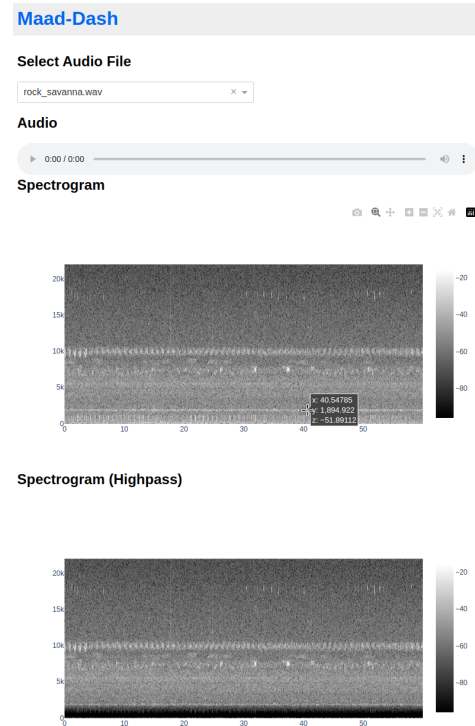 Maad-Dash
Select Audio File
rock_savanna.wav
Audio
0:00 / 0:00
Spectrogram
20k
15k
10k
5k
0
0 10 20 30 40 50
−20
−40
−60
−80
x: 40.54785
y: 1,894.922
z: −51.89112
Spectrogram (Highpass)
20k
15k
10k
5k
0
0 10 20 30 40 50
−20
−40
−60
−80